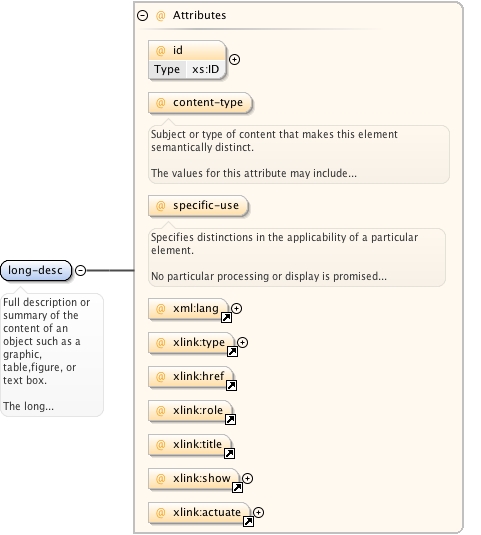 @ Attributes
@ id
Type xs:ID
@ content-type
Subject or type of content that makes this element
semantically distinct.
The values for this attribute may include...
@ specific-use
Specifies distinctions in the applicability of a particular
element.
No particular processing or display is promised...
long-desc
Full description or
summary of the
content of an
object such as a
graphic,
table,figure, or
text box.
The long...
@ xml:lang
@ xlink:type
@ xlink:href
@ xlink:role
@ xlink:title
@ xlink:show
@ xlink:actuate